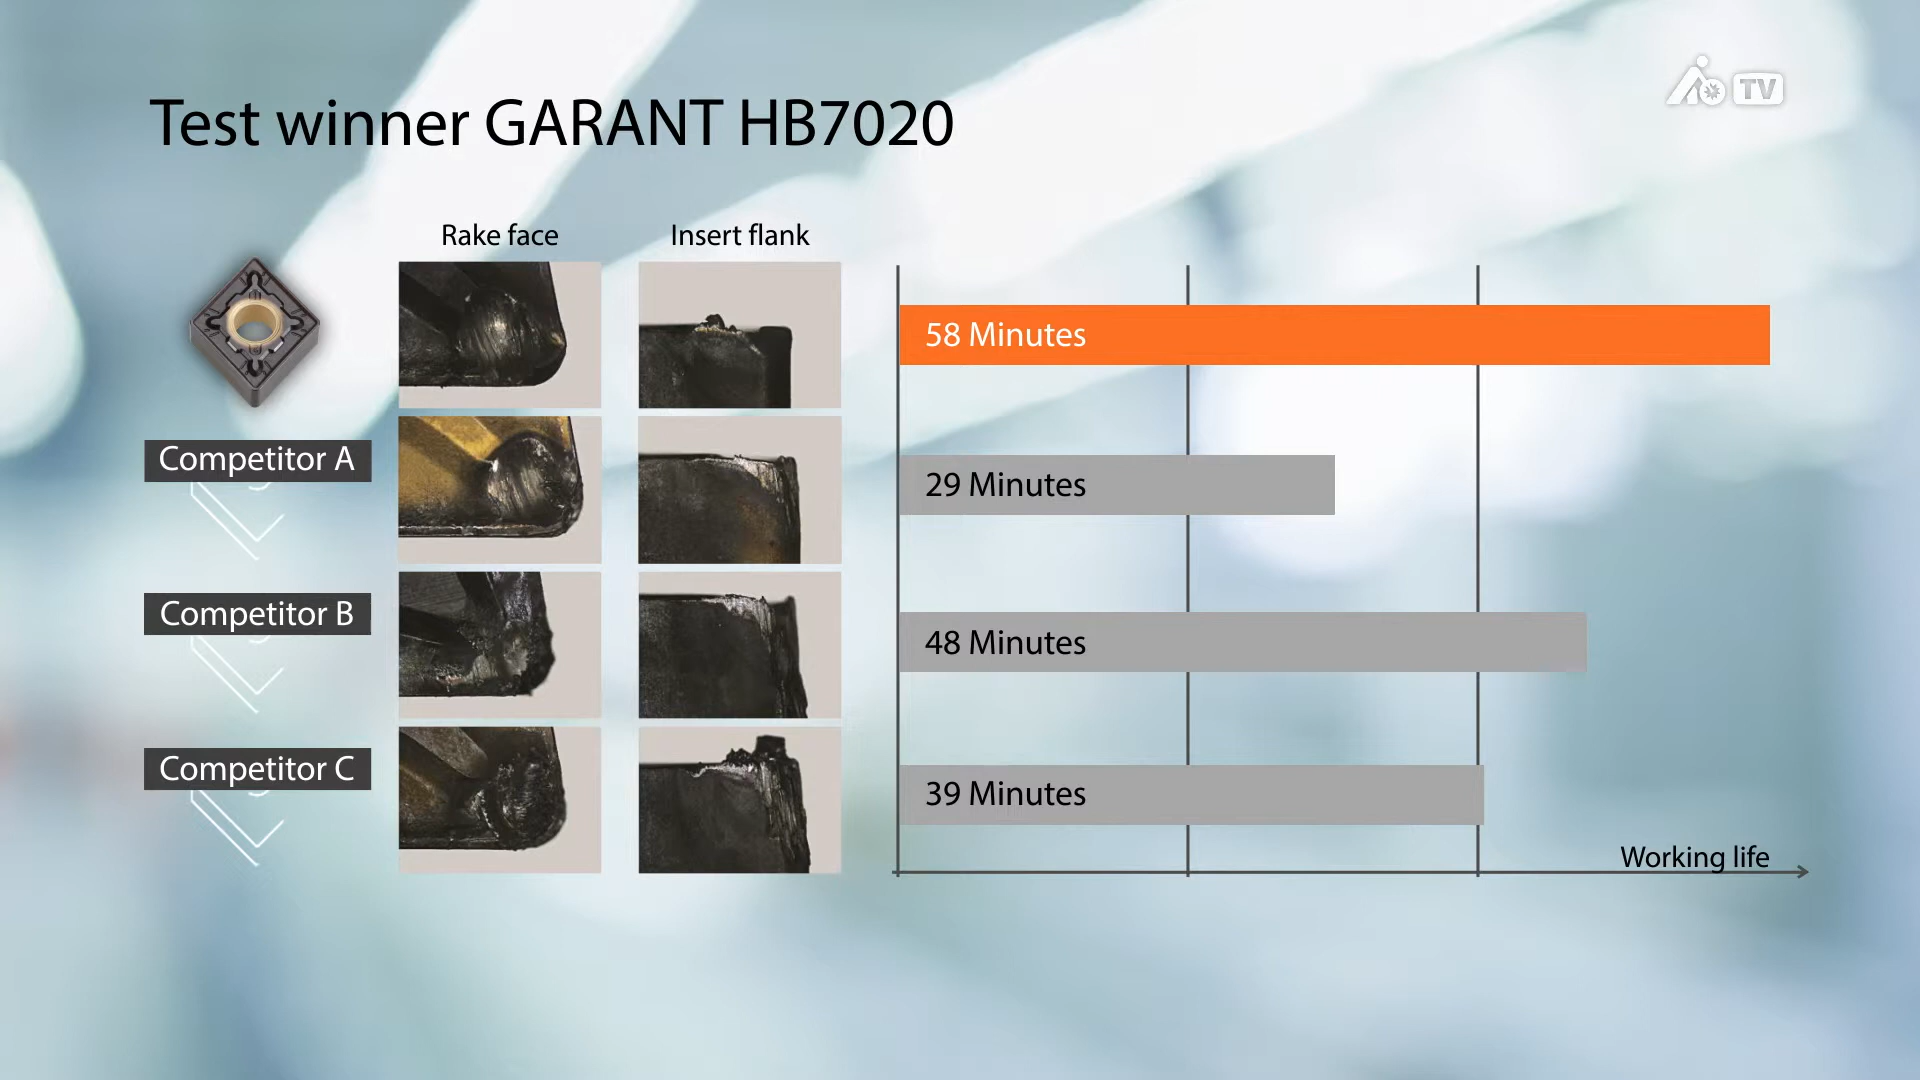 TV
Test winner GARANT HB7020
Rake face
Insert flank
58 Minutes
Competitor A
29 Minutes
Competitor B
48 Minutes
Competitor C
39 Minutes
Working life